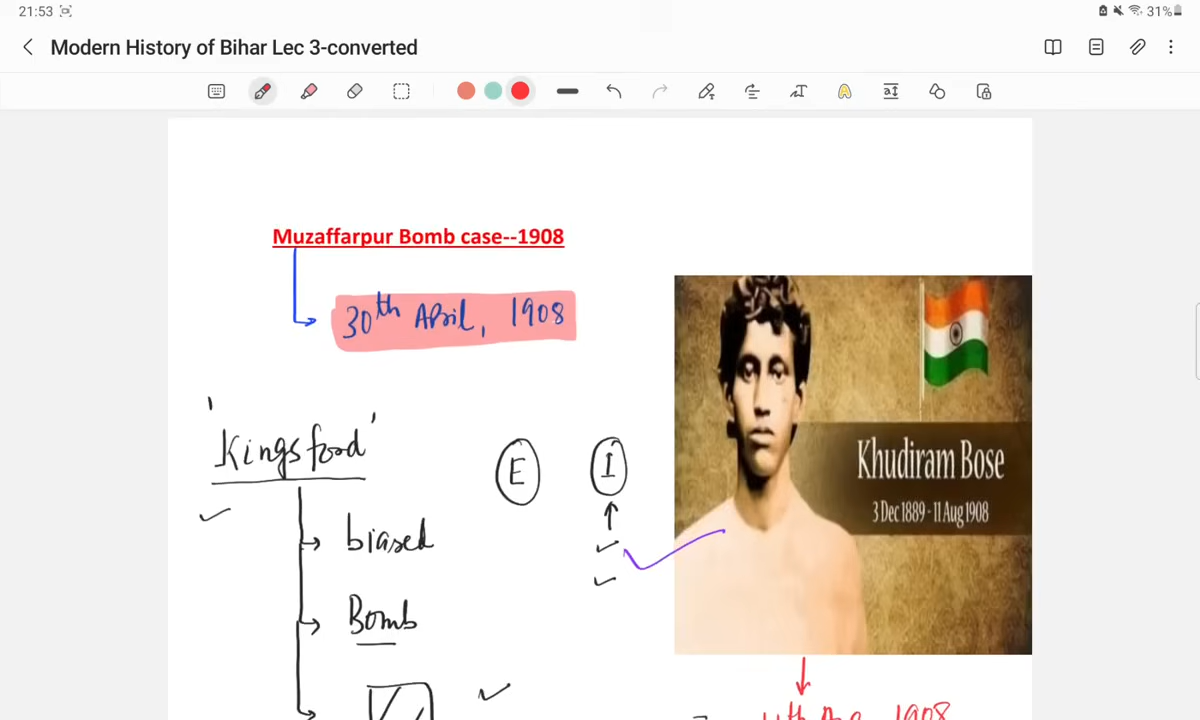 21:53
31%
Modern History of Bihar Lec 3-converted
Muzaffarpur Bomb case--1908
30th April, 1908
'Kingsford'
E I
biased
Bomb
Khudiram Bose
3 Dec 1889 - 11 Aug 1908
1908